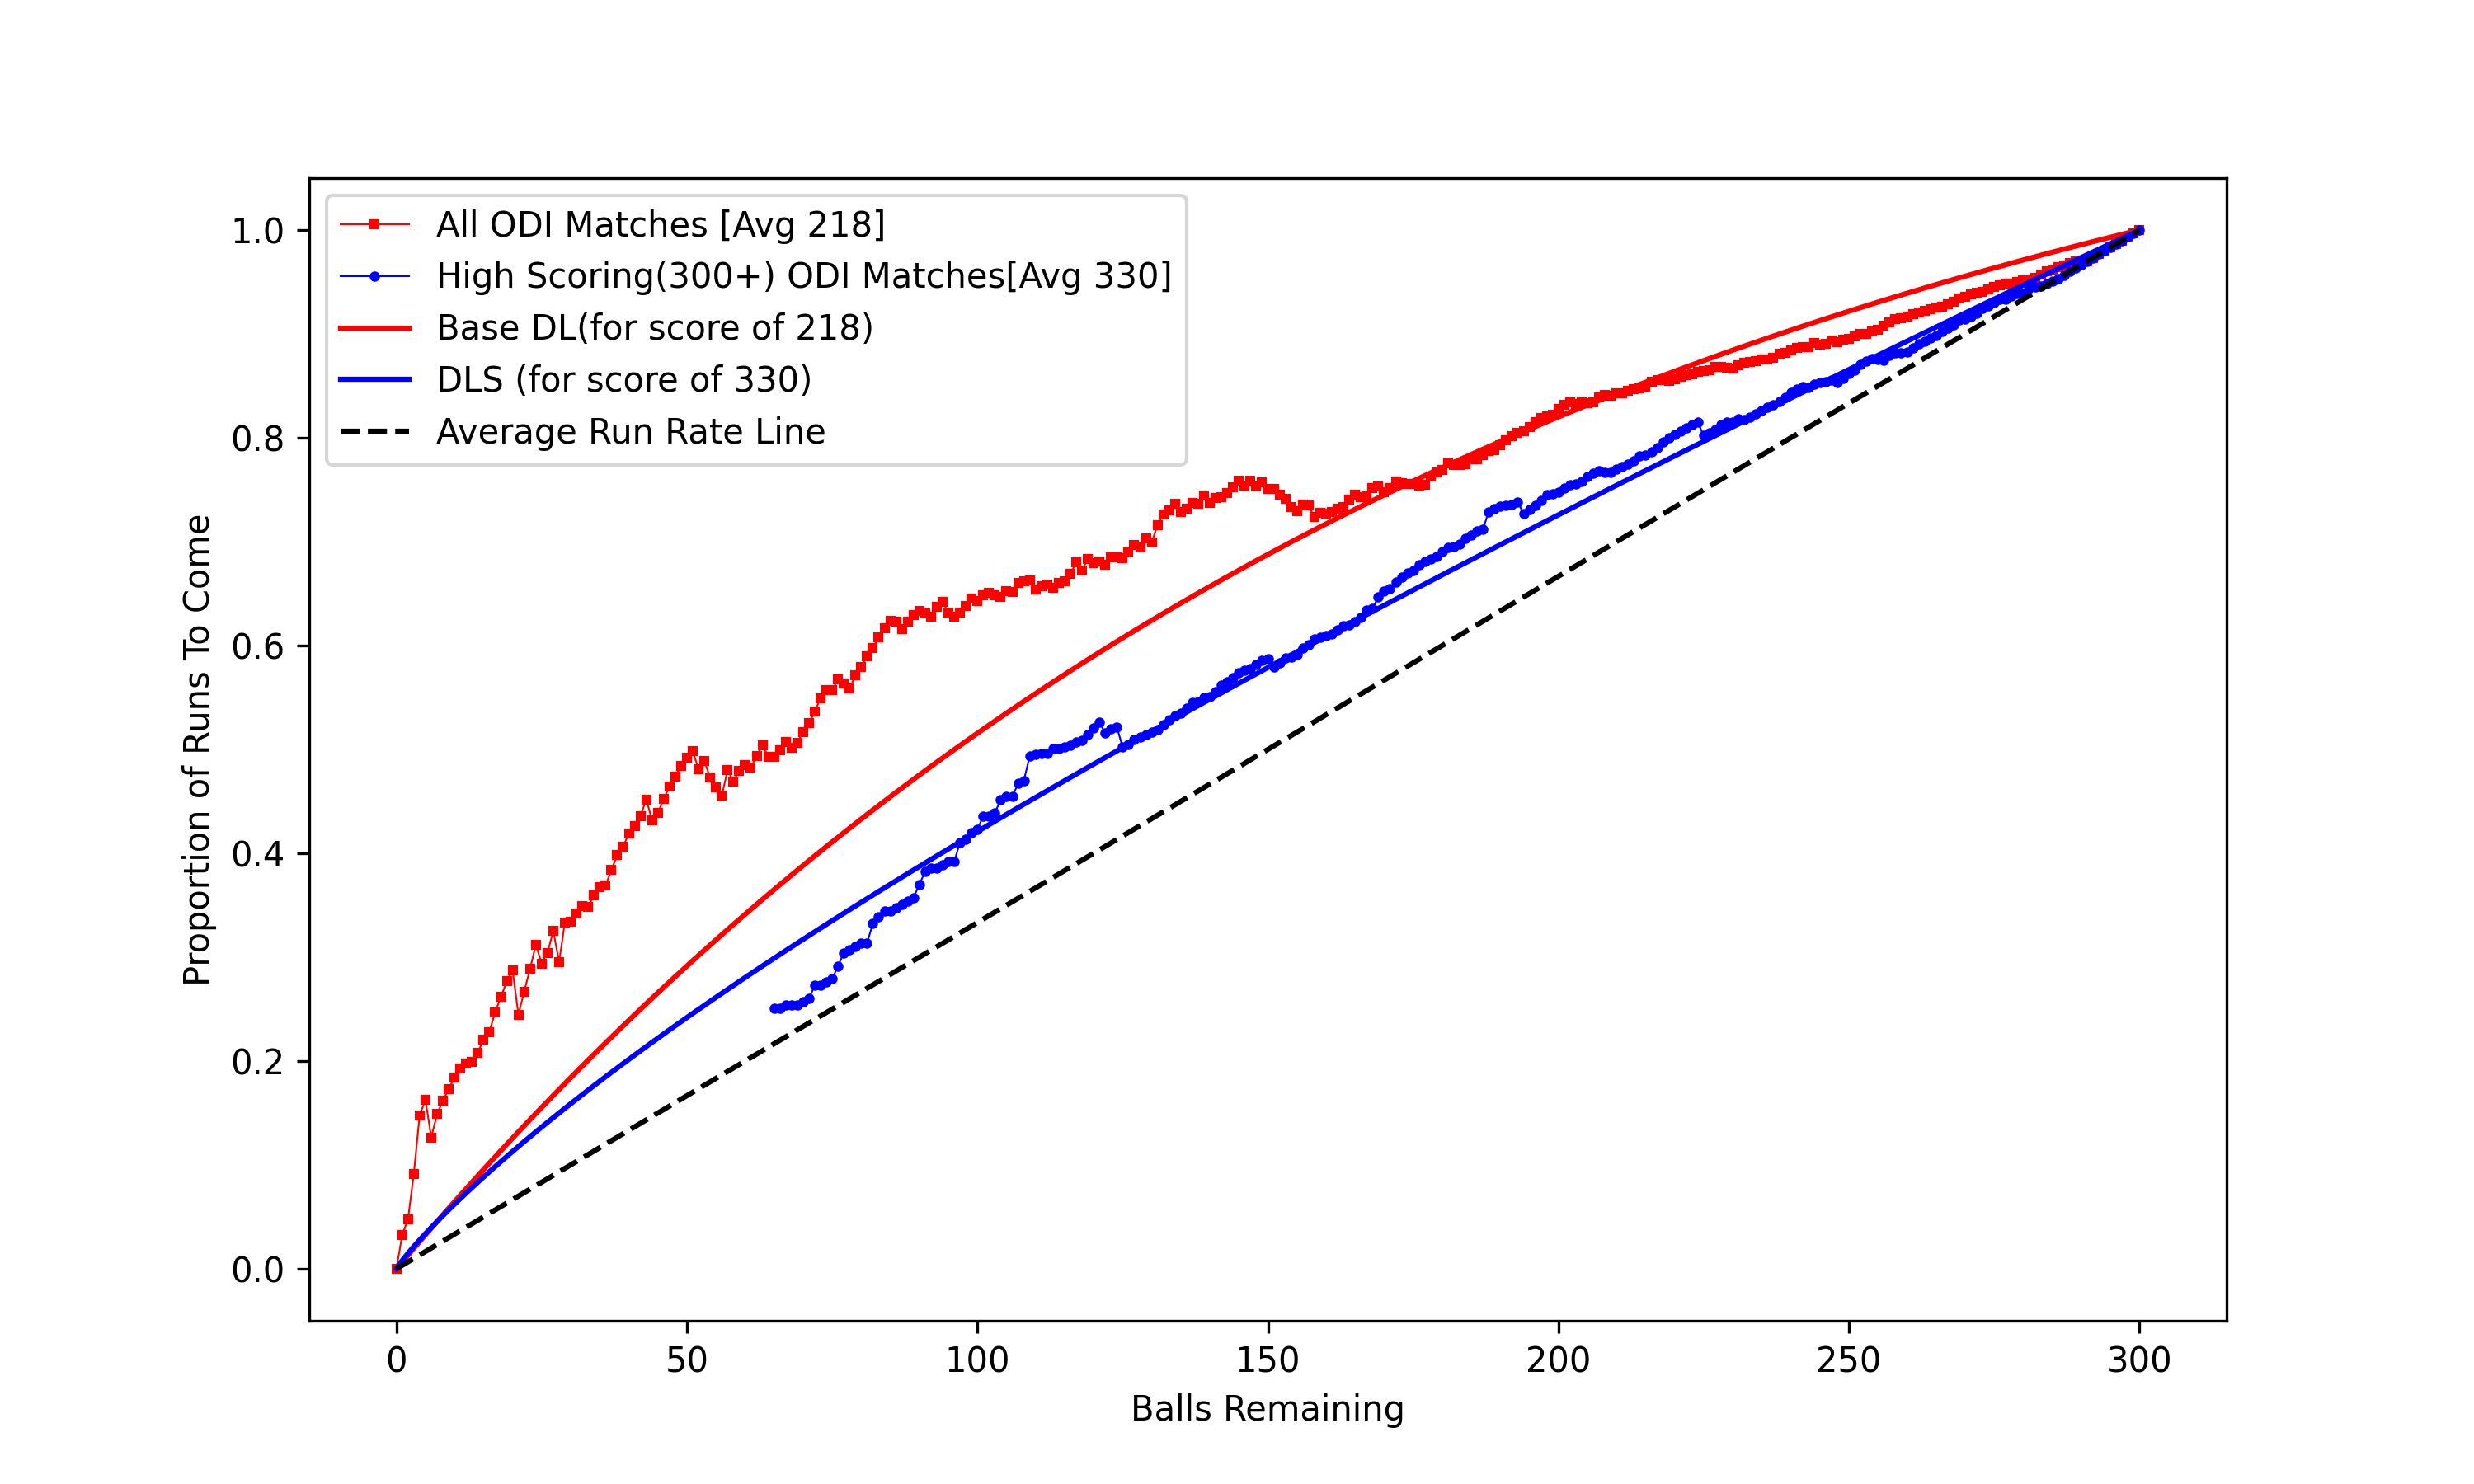 All ODI Matches [Avg 218]
High Scoring(300+) ODI Matches[Avg 330]
Base DL(for score of 218)
DLS (for score of 330)
Average Run Rate Line
1.0
0.8
0.6
0.4
0.2
0.0
Proportion of Runs To Come
0 50 100 150 200 250 300
Balls Remaining